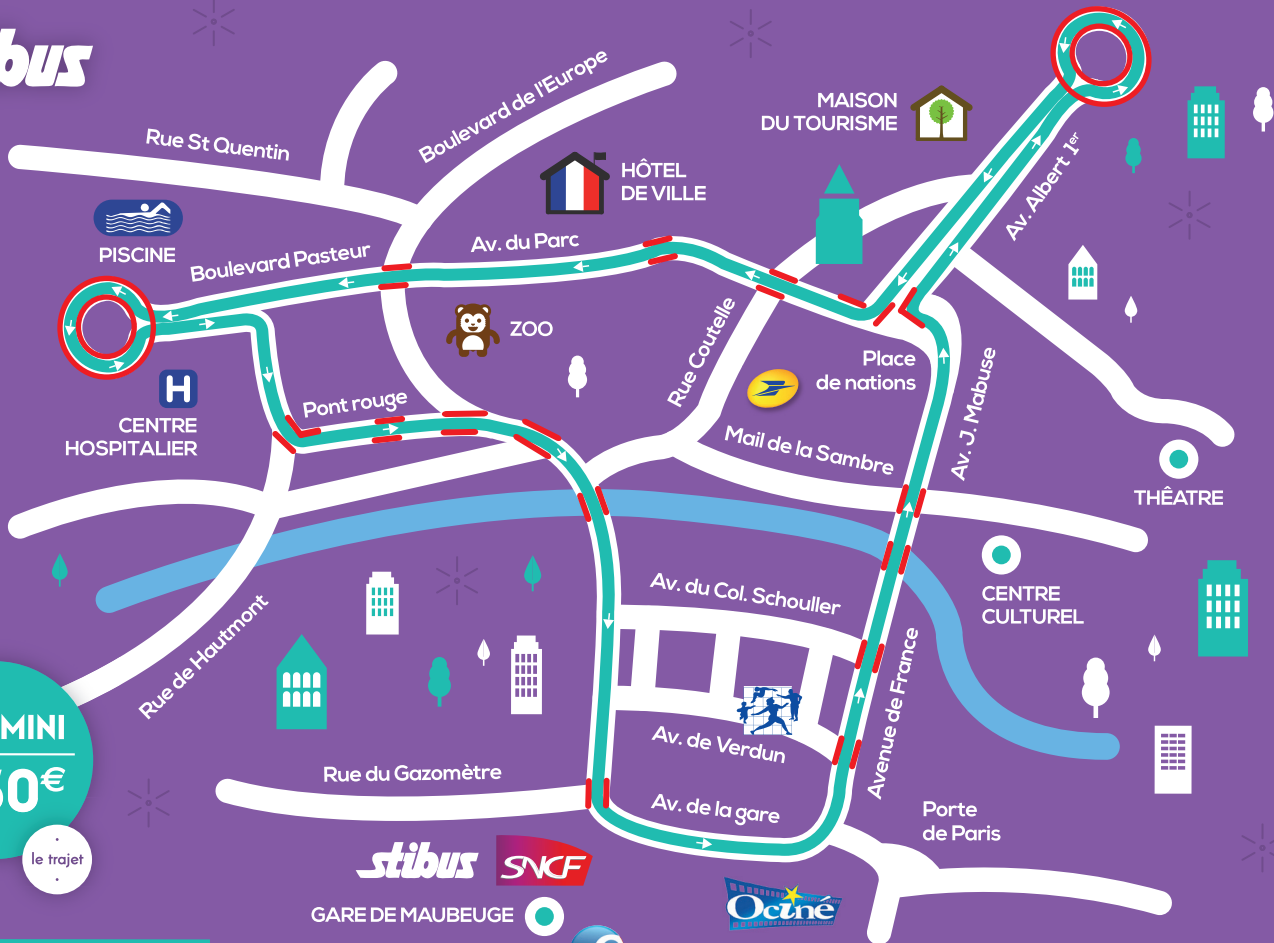 Rue St Quentin
Boulevard de l'Europe
MAISON
DU TOURISME
HÔTEL
DE VILLE
Av. Albert 1er
PISCINE
Boulevard Pasteur
Av. du Parc
ZOO
Rue Coutelle
Place
de nations
Av. J. Mabuse
H
CENTRE
HOSPITALIER
Pont rouge
Mail de la Sambre
THÊATRE
CENTRE
CULTUREL
Av. du Col. Schouller
Rue de Hautmont
Avenue de France
Av. de Verdun
MINI
le trajet
Rue du Gazomètre
Av. de la gare
Porte
de Paris
stibus SNCF
GARE DE MAUBEUGE
Ociné